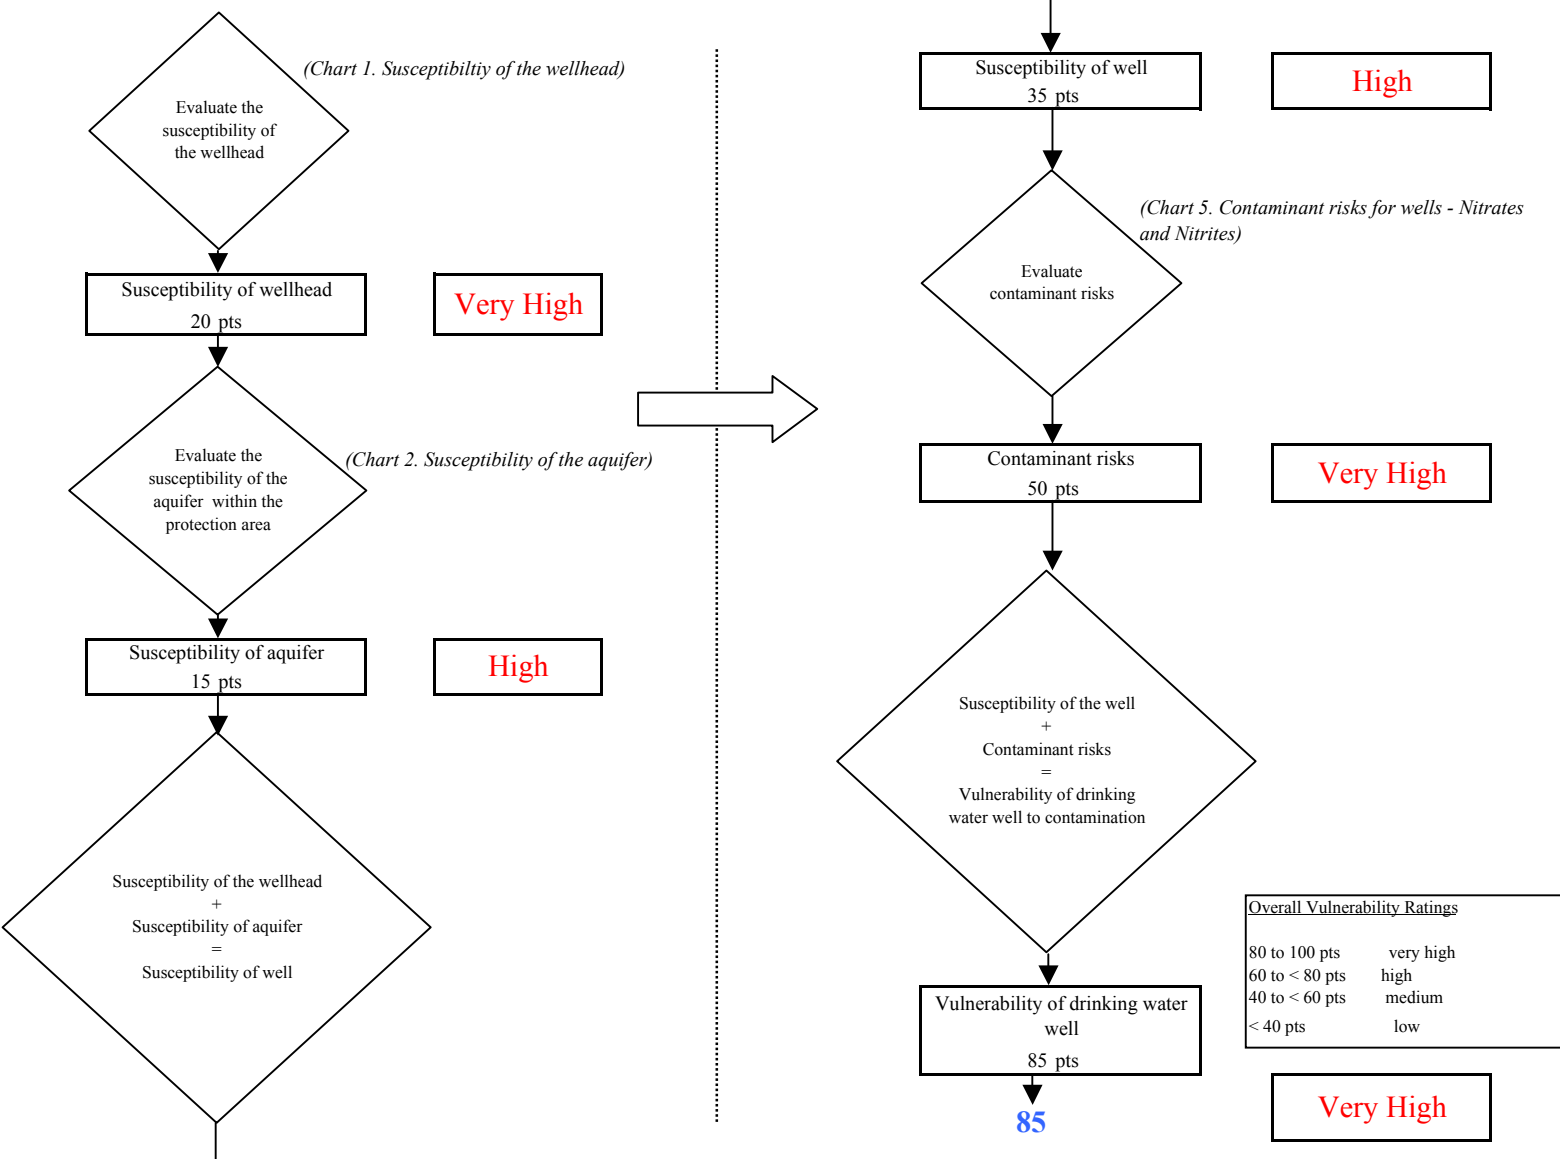 (Chart 1. Susceptibiltiy of the wellhead)
Evaluate the
susceptibility of
the wellhead
Susceptibility of wellhead
20 pts
Very High
Evaluate the
susceptibility of the
aquifer within the
protection area
(Chart 2. Susceptibility of the aquifer)
Susceptibility of aquifer
15 pts
High
Susceptibility of the wellhead
+
Susceptibility of aquifer
=
Susceptibility of well
Susceptibility of well
35 pts
High
(Chart 5. Contaminant risks for wells - Nitrates
and Nitrites)
Evaluate
contaminant risks
Contaminant risks
50 pts
Very High
Susceptibility of the well
+
Contaminant risks
=
Vulnerability of drinking
water well to contamination
Overall Vulnerability Ratings
80 to 100 pts very high
60 to < 80 pts high
40 to < 60 pts medium
< 40 pts low
Vulnerability of drinking water
well
85 pts
85
Very High